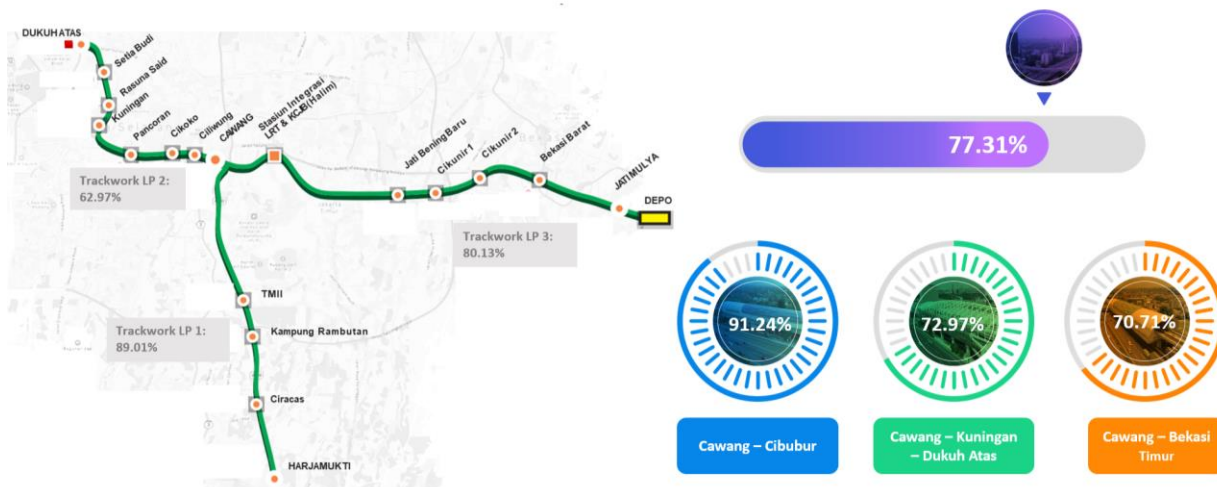 DUKUH ATAS
Setia Budi
Rasuna Said
Kuningan
Pancoran
Cikoko
Ciliwung
CAWANG
Stasiun Integrasi
LRT & KCJB (Halim)
Jati Bening Baru
Cikunir 1
Cikunir 2
Bekasi Barat
JATIMULYA
DEPO
Trackwork LP 2:
62.97%
Trackwork LP 3:
80.13%
TMII
Kampung Rambutan
Trackwork LP 1:
89.01%
Ciracas
HARJAMUKTI
77.31%
91.24%
72.97%
70.71%
Cawang – Cibubur
Cawang – Kuningan
– Dukuh Atas
Cawang – Bekasi
Timur